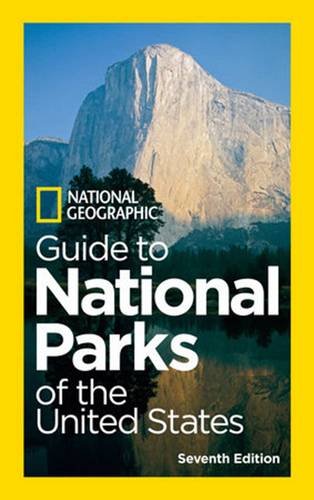 NATIONAL
GEOGRAPHIC
Guide to
National
Parks
of the
United States
Seventh Edition